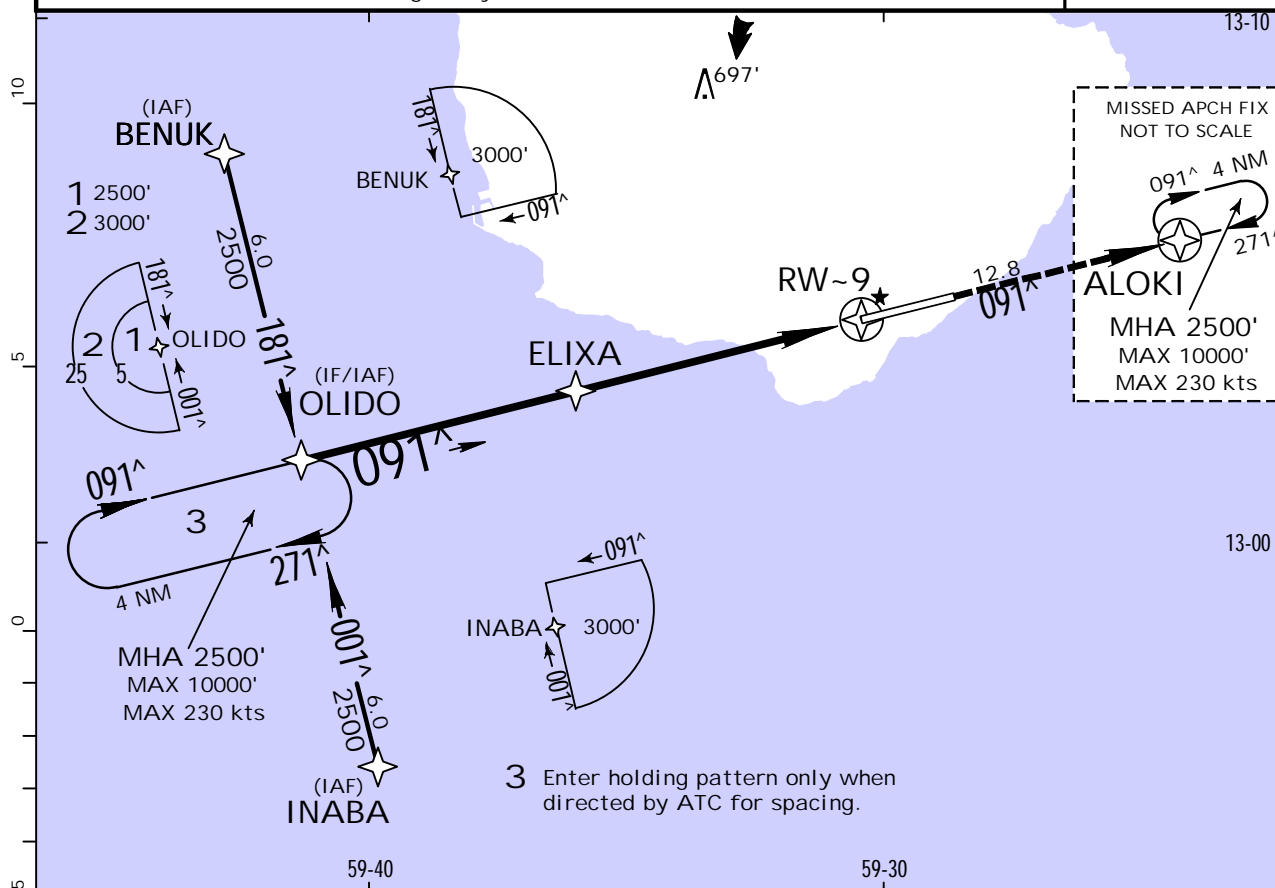 13-10
10
697'
(IAF)
BENUK
1 2500'
2 3000'
6.0
2500
181^
BENUK
181^
3000'
091^
MISSED APCH FIX
NOT TO SCALE
091^
4 NM
271^
ALOKI
MHA 2500'
MAX 10000'
MAX 230 kts
181^
2
1
OLIDO
25
5
001^
5
RW~9
12.8
091^
ELIXA
(IF/IAF)
OLIDO
091^
091^
3
271^
4 NM
MHA 2500'
MAX 10000'
MAX 230 kts
001^
6.0
2500
(IAF)
INABA
091^
INABA
3000'
001^
13-00
0
3 Enter holding pattern only when
directed by ATC for spacing.
59-40
59-30
5